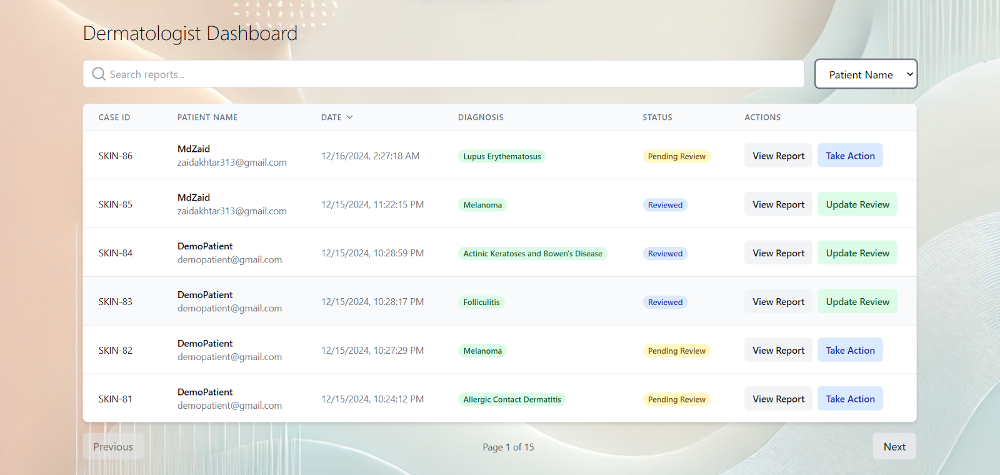 Dermatologist Dashboard
Search reports...
Patient Name
CASE ID PATIENT NAME DATE DIAGNOSIS STATUS ACTIONS
SKIN-86 MdZaid 12/16/2024, 2:27:18 AM Lupus Erythematosus Pending Review View Report Take Action
zaidakhtar313@gmail.com
SKIN-85 MdZaid 12/15/2024, 11:22:15 PM Melanoma Reviewed View Report Update Review
zaidakhtar313@gmail.com
SKIN-84 DemoPatient 12/15/2024, 10:28:59 PM Actinic Keratoses and Bowen's Disease Reviewed View Report Update Review
demopatient@gmail.com
SKIN-83 DemoPatient 12/15/2024, 10:28:17 PM Folliculitis Reviewed View Report Update Review
demopatient@gmail.com
SKIN-82 DemoPatient 12/15/2024, 10:27:29 PM Melanoma Pending Review View Report Take Action
demopatient@gmail.com
SKIN-81 DemoPatient 12/15/2024, 10:24:12 PM Allergic Contact Dermatitis Pending Review View Report Take Action
demopatient@gmail.com
Previous Page 1 of 15 Next